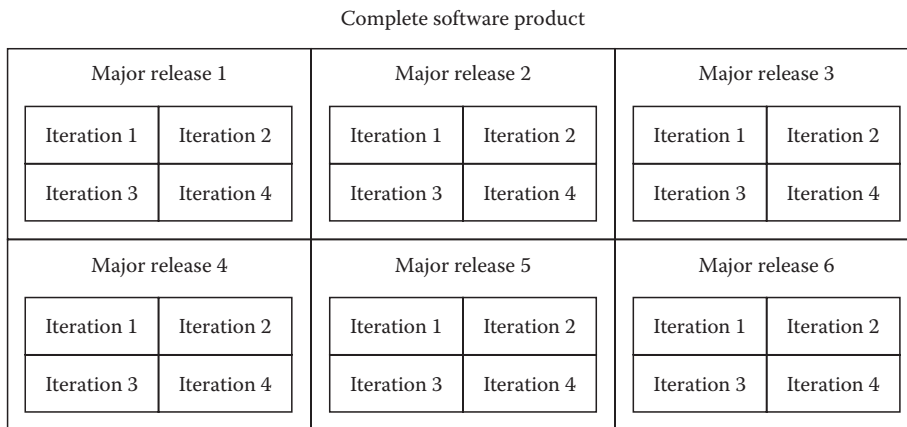 Complete software product
Major release 1 Major release 2 Major release 3
Iteration 1 Iteration 2 Iteration 1 Iteration 2 Iteration 1 Iteration 2
Iteration 3 Iteration 4 Iteration 3 Iteration 4 Iteration 3 Iteration 4
Major release 4 Major release 5 Major release 6
Iteration 1 Iteration 2 Iteration 1 Iteration 2 Iteration 1 Iteration 2
Iteration 3 Iteration 4 Iteration 3 Iteration 4 Iteration 3 Iteration 4